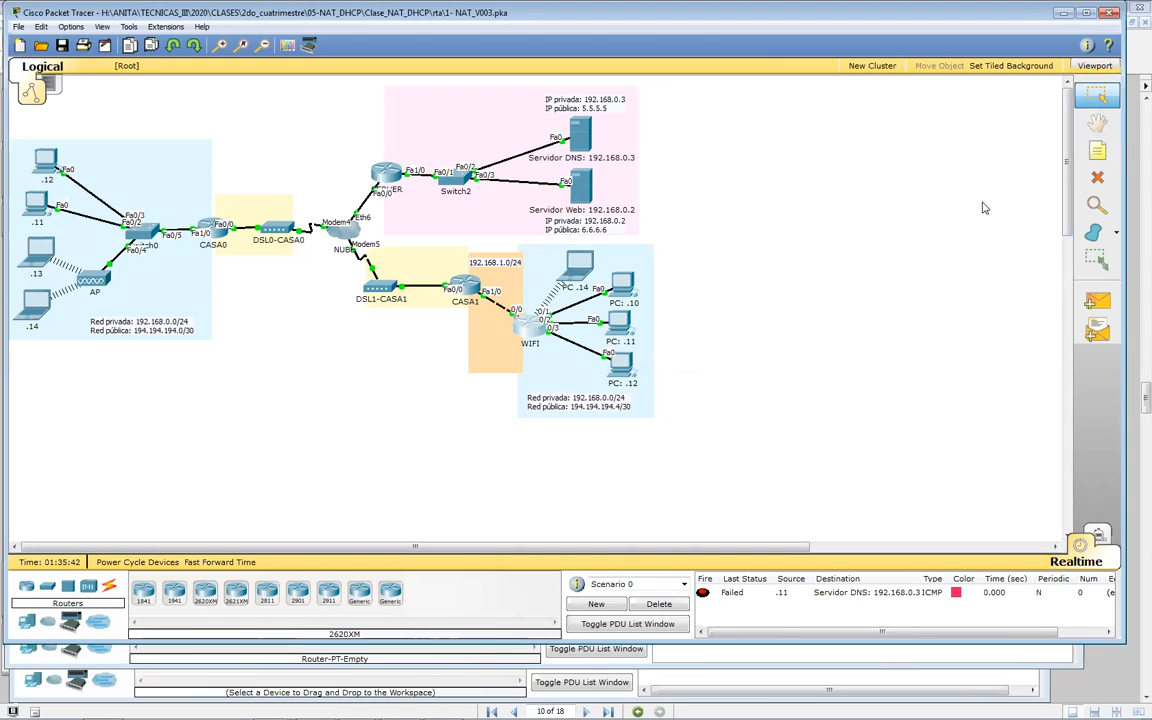 Cisco Packet Tracer - H:\ANITA\TECNICAS_III\2020\CLASES\2do_cuatrimestre\05-NAT_DHCP\Clase_NAT_DHCP\rta\1- NAT_V003.pka
File Edit Options View Tools Extensions Help
Logical [Root] New Cluster Move Object Set Tiled Background Viewport
IP privada: 192.168.0.3
IP pública: 5.5.5.5
Fa0
Servidor DNS: 192.168.0.3
Fa1/0 Fa0/1 Fa0/2
Fa0/3 Fa0
Switch2
Fa0/0
Servidor Web: 192.168.0.2
IP privada: 192.168.0.2
IP pública: 6.6.6.6
Fa0
.12
Fa0
.11
Fa0/3
Fa0/2
Fa0/5
Fa0/4
Fa1/0
Fa0/0
CASA0
DSL0-CASA0
Modem4
Eth6
Modem5
.13
AP
.14
Red privada: 192.168.0.0/24
Red pública: 194.194.194.0/30
DSL1-CASA1
192.168.1.0/24
Fa0/0
Fa1/0
CASA1
PC .14
Fa0
PC: .10
0/0
0/1
0/2
0/3
WIFI
Fa0
PC: .11
Fa0
PC: .12
Red privada: 192.168.0.0/24
Red pública: 194.194.194.4/30
Time: 01:35:42 Power Cycle Devices Fast Forward Time
Realtime
Routers
1841 1941 2620XM 2621XM 2811 2901 2911 Generic Generic
2620XM
Scenario 0
New Delete
Toggle PDU List Window
Fire Last Status Source Destination Type Color Time (sec) Periodic Num
Failed .11 Servidor DNS: 192.168.0.3 ICMP 0.000 N 0
Router-PT-Empty
Toggle PDU List Window
(Select a Device to Drag and Drop to the Workspace)
Toggle PDU List Window
10 of 18